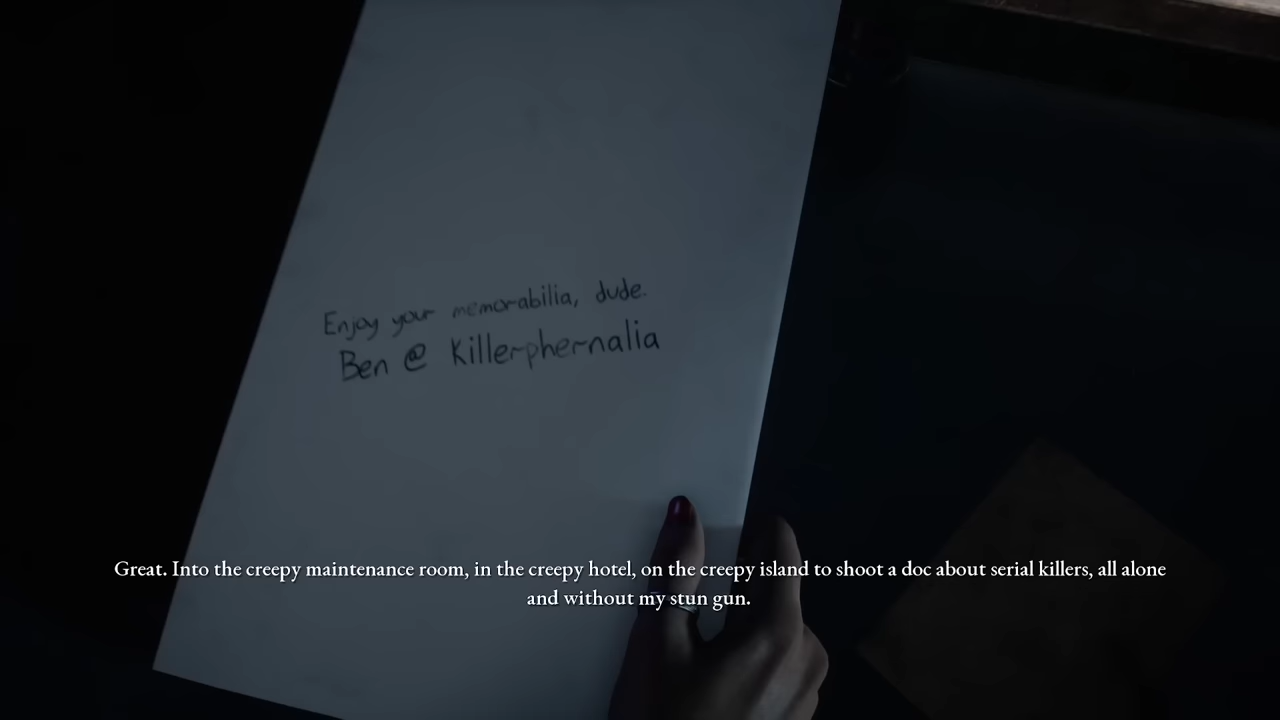 Enjoy your memorabilia, dude.
Ben @ Killerphernalia
Great. Into the creepy maintenance room, in the creepy hotel, on the creepy island to shoot a doc about serial killers, all alone
and without my stun gun.